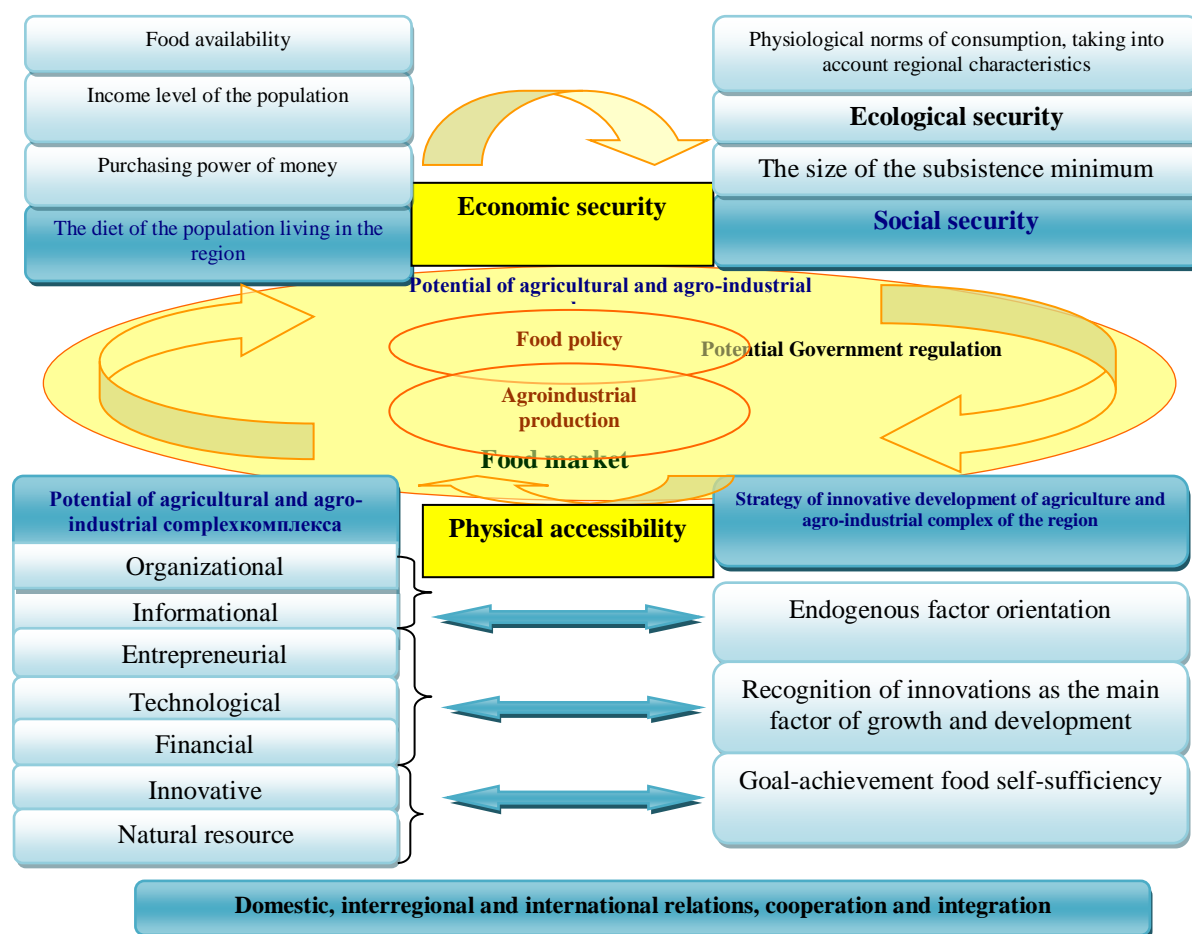 Food availability
Income level of the population
Purchasing power of money
The diet of the population living in the
region
Physiological norms of consumption, taking into
account regional characteristics
Ecological security
The size of the subsistence minimum
Social security
Economic security
Potential of agricultural and agro-industrial
Food policy
Potential Government regulation
Agroindustrial
production
Food market
Physical accessibility
Potential of agricultural and agro-
industrial complexкомплекса
Organizational
Informational
Entrepreneurial
Technological
Financial
Innovative
Natural resource
Strategy of innovative development of agriculture and
agro-industrial complex of the region
Endogenous factor orientation
Recognition of innovations as the main
factor of growth and development
Goal-achievement food self-sufficiency
Domestic, interregional and international relations, cooperation and integration